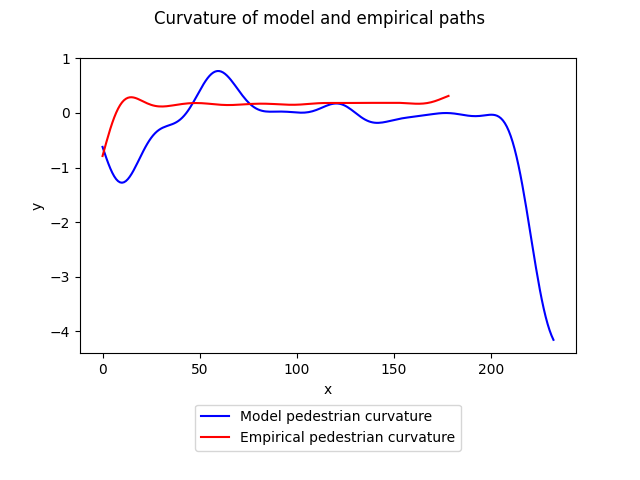 Curvature of model and empirical paths
1
0
−1
−2
−3
−4
y
0 50 100 150 200
x
Model pedestrian curvature
Empirical pedestrian curvature